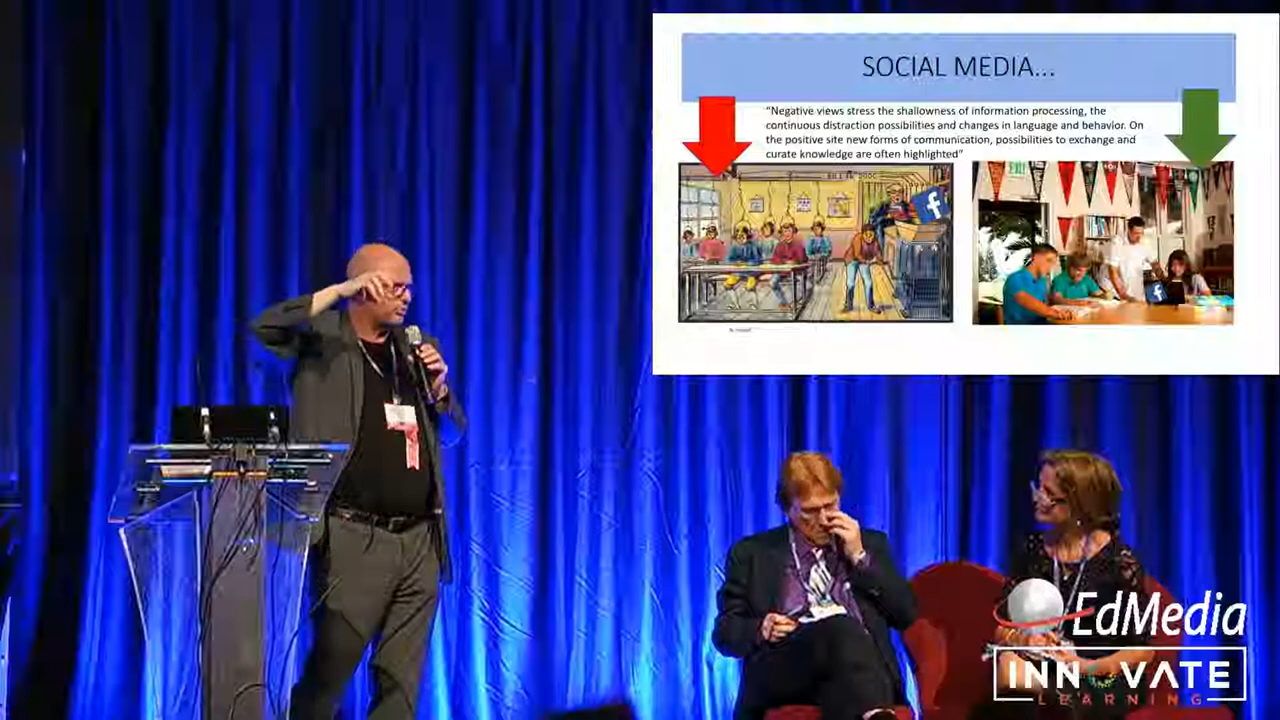 SOCIAL MEDIA...
"Negative views stress the shallowness of information processing, the
continuous distraction possibilities and changes in language and behavior. On
the positive site new forms of communication, possibilities to exchange and
curate knowledge are often highlighted"
f
f
EdMedia
INNOVATE
LEARNING